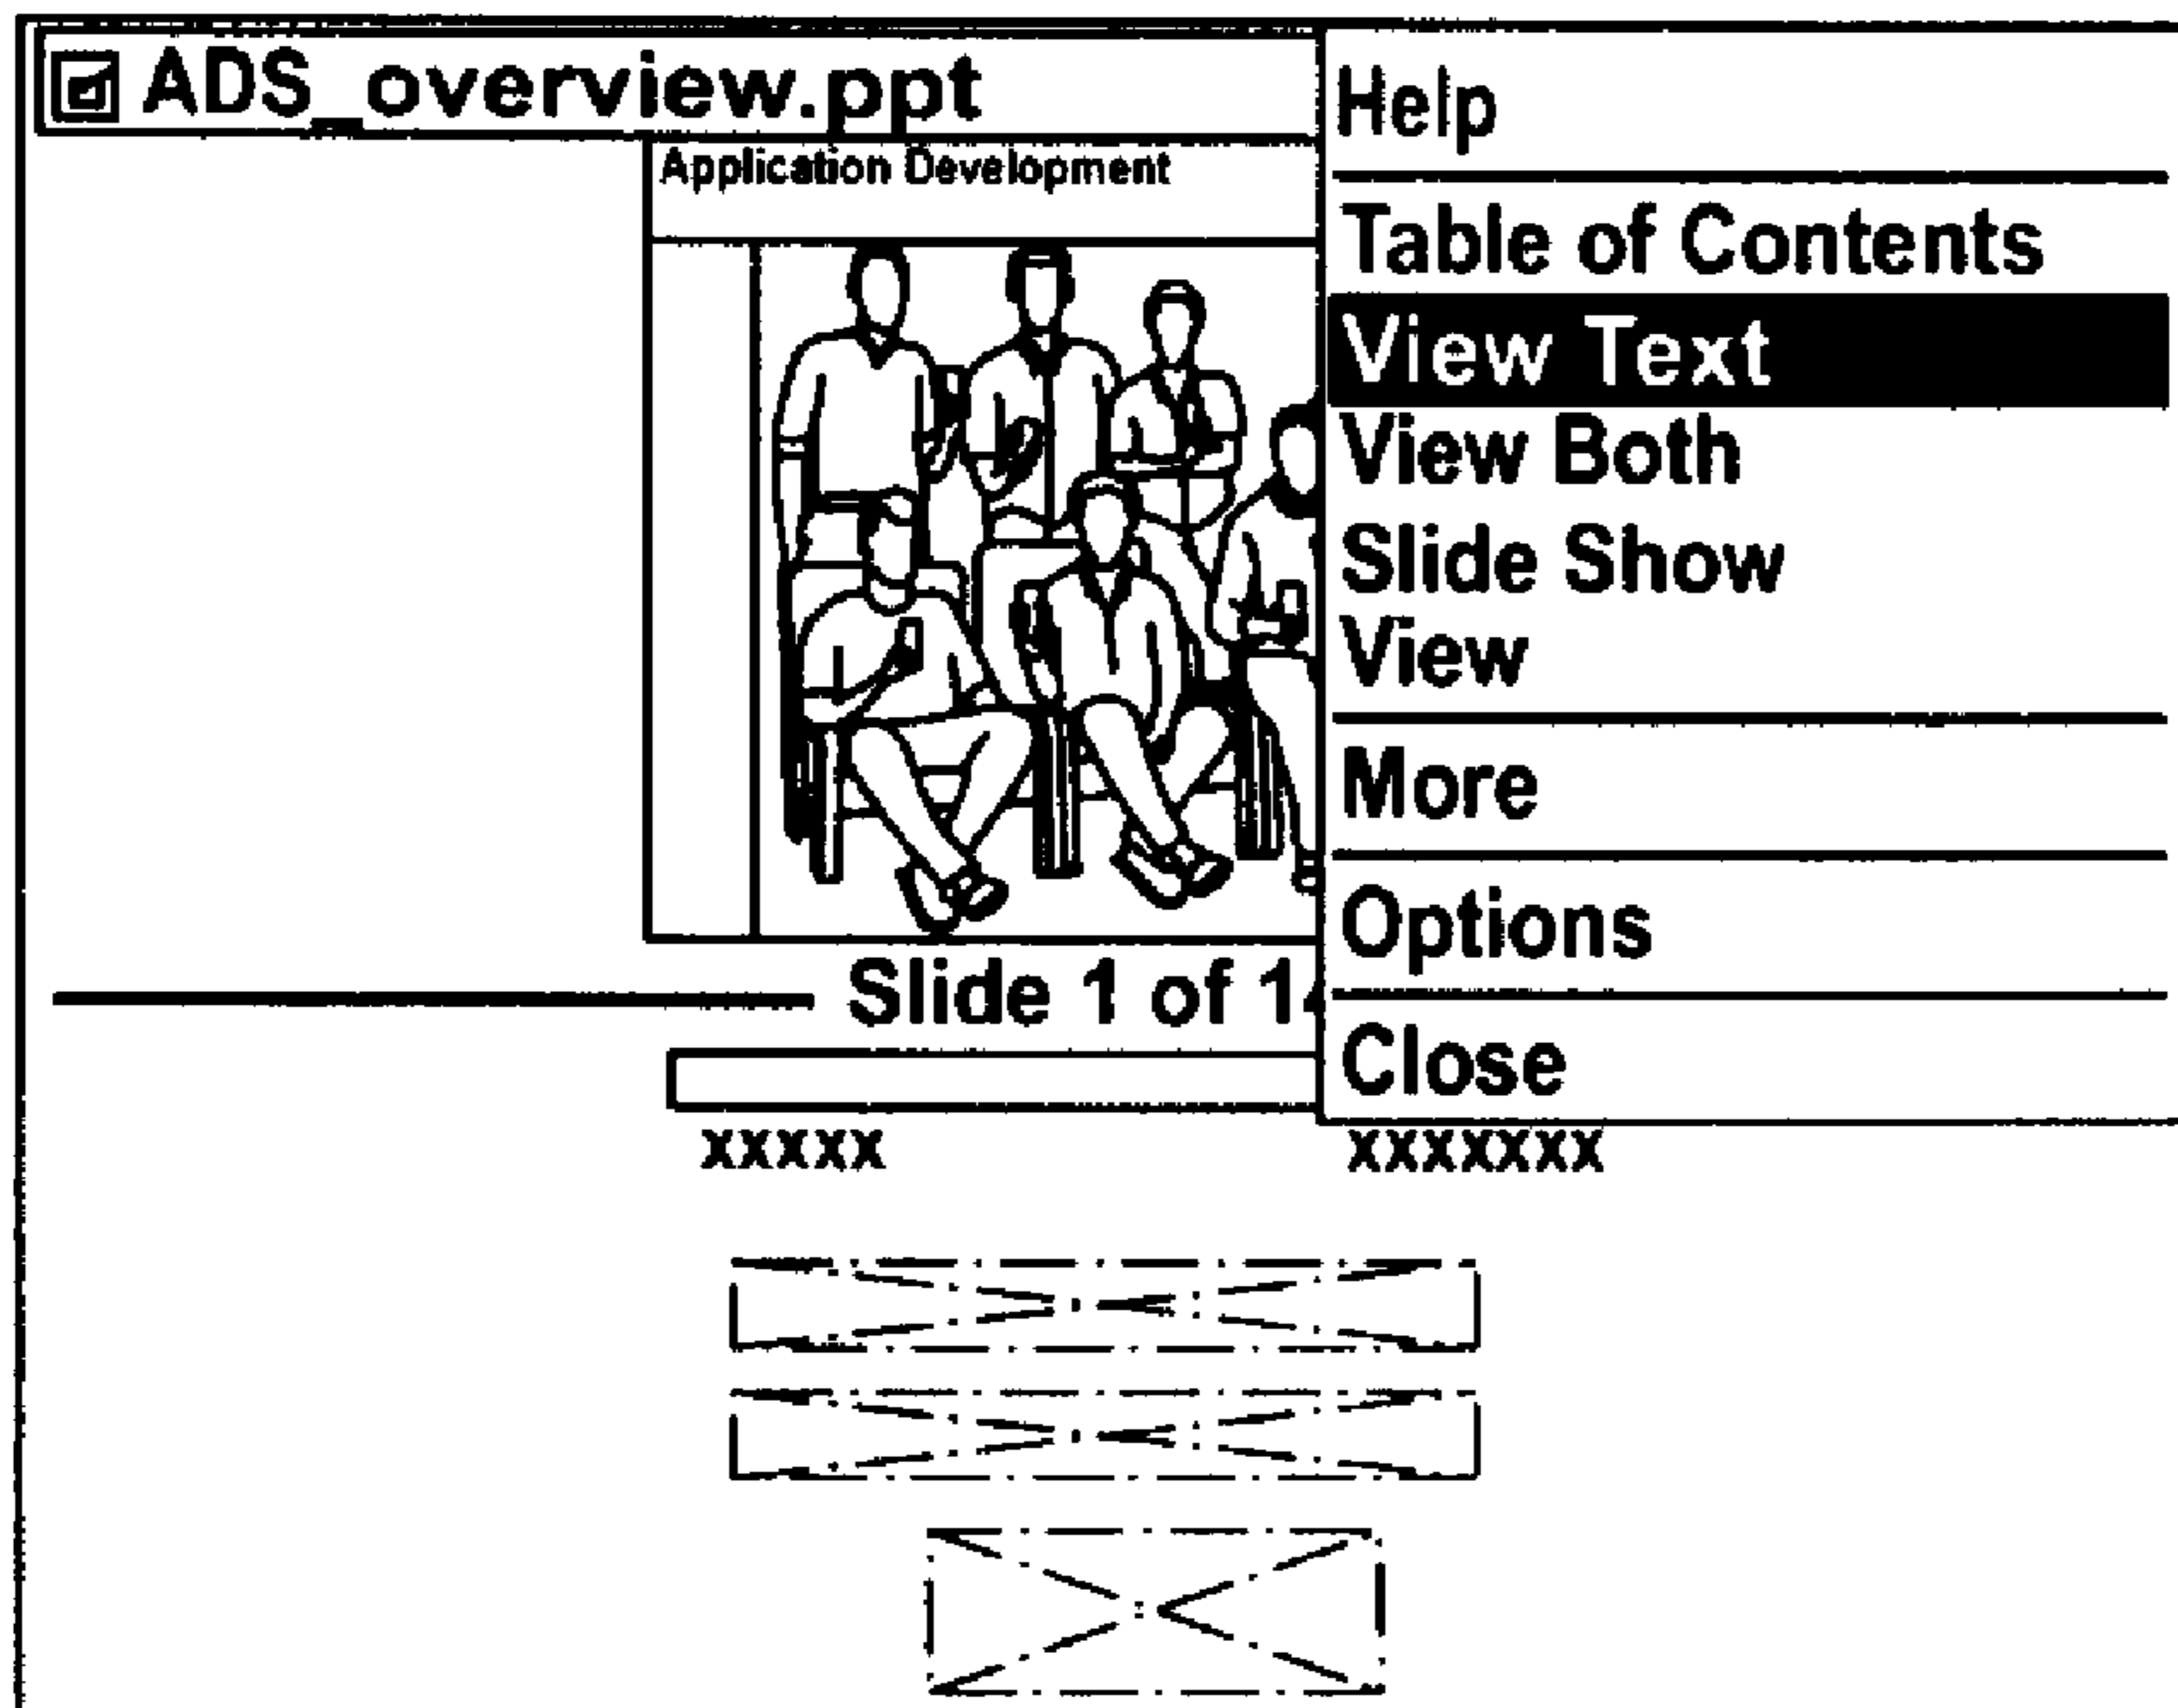 ADS_overview.ppt
Application Development
Slide 1 of 1
xxxxx
Help
Table of Contents
View Text
View Both
Slide Show
View
More
Options
Close
xxxxxxx